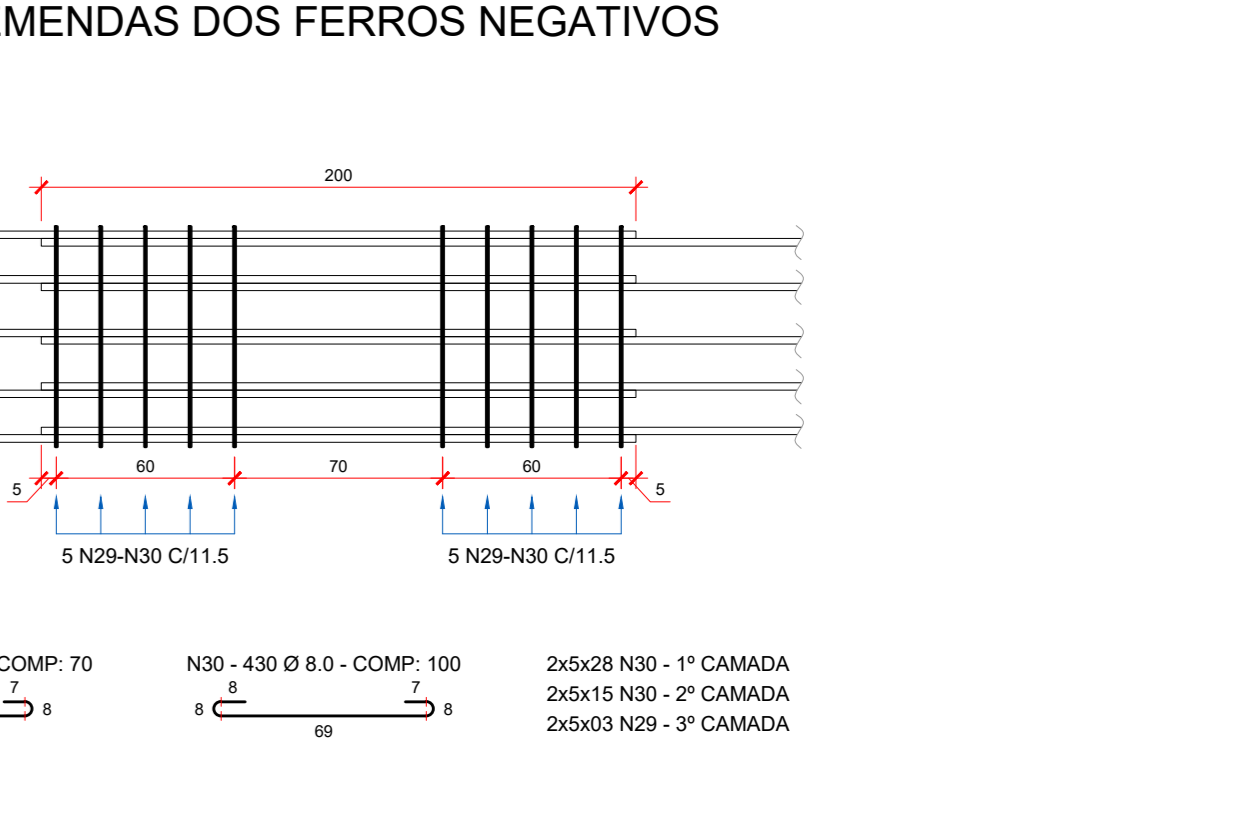 EMENDAS DOS FERROS NEGATIVOS
200
60
70
60
5
5
5 N29-N30 C/11.5
5 N29-N30 C/11.5
COMP: 70
7
8
N30 - 430 Ø 8.0 - COMP: 100
8
7
8
8
69
2x5x28 N30 - 1º CAMADA
2x5x15 N30 - 2º CAMADA
2x5x03 N29 - 3º CAMADA